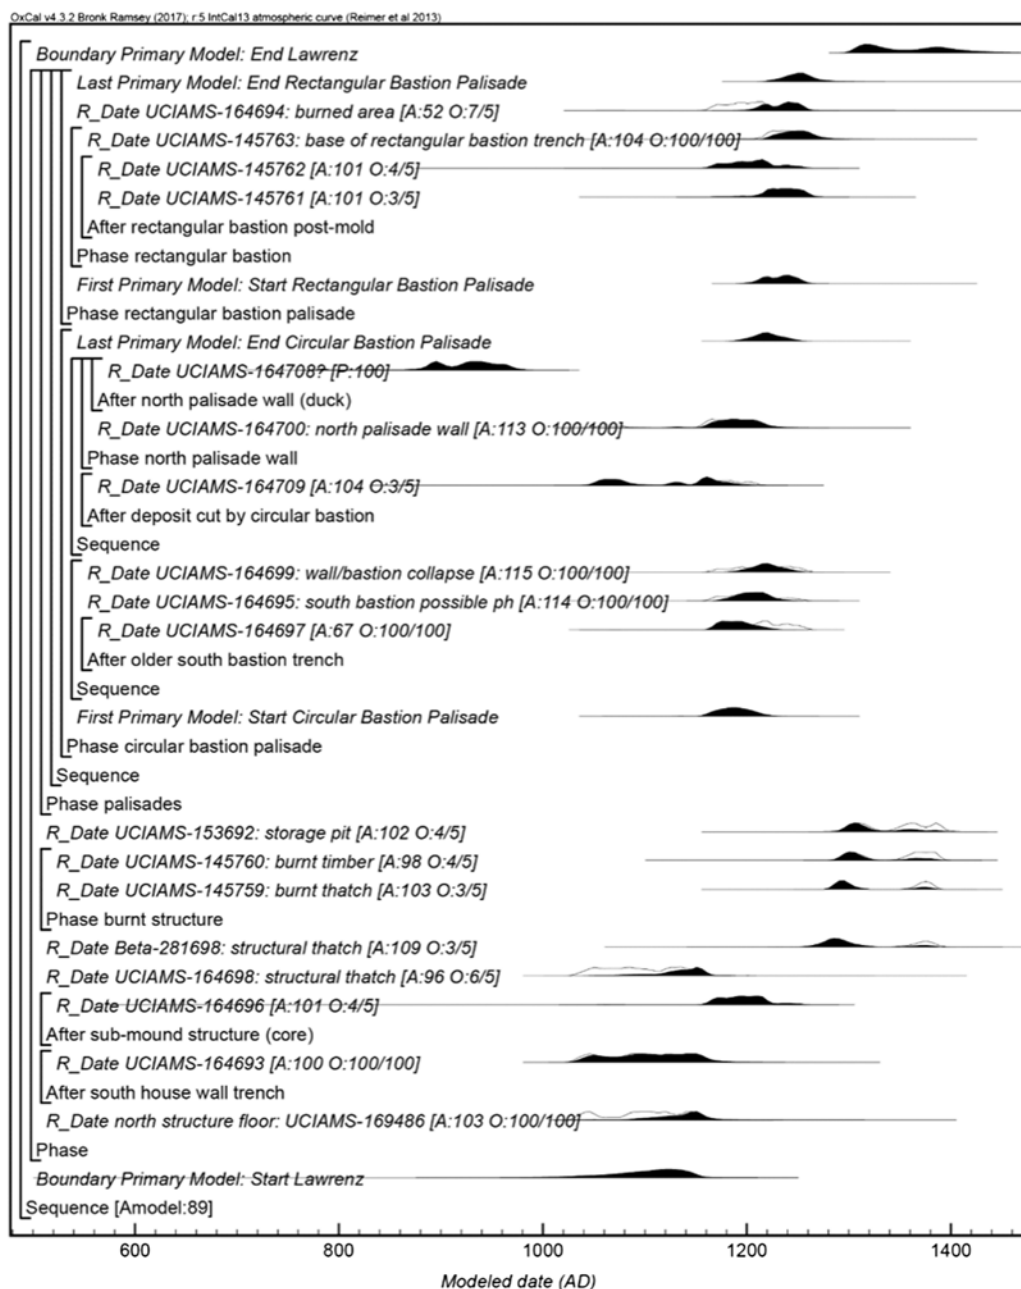 OxCal v4.3.2 Bronk Ramsey (2017); r:5 IntCal13 atmospheric curve (Reimer et al 2013)
Boundary Primary Model: End Lawrenz
Last Primary Model: End Rectangular Bastion Palisade
R_Date UCIAMS-164694: burned area [A:52 O:7/5]
R_Date UCIAMS-145763: base of rectangular bastion trench [A:104 O:100/100]
R_Date UCIAMS-145762 [A:101 O:4/5]
R_Date UCIAMS-145761 [A:101 O:3/5]
After rectangular bastion post-mold
Phase rectangular bastion
First Primary Model: Start Rectangular Bastion Palisade
Phase rectangular bastion palisade
Last Primary Model: End Circular Bastion Palisade
R_Date UCIAMS-164708? [P:100]
After north palisade wall (duck)
R_Date UCIAMS-164700: north palisade wall [A:113 O:100/100]
Phase north palisade wall
R_Date UCIAMS-164709 [A:104 O:3/5]
After deposit cut by circular bastion
Sequence
R_Date UCIAMS-164699: wall/bastion collapse [A:115 O:100/100]
R_Date UCIAMS-164695: south bastion possible ph [A:114 O:100/100]
R_Date UCIAMS-164697 [A:67 O:100/100]
After older south bastion trench
Sequence
First Primary Model: Start Circular Bastion Palisade
Phase circular bastion palisade
Sequence
Phase palisades
R_Date UCIAMS-153692: storage pit [A:102 O:4/5]
R_Date UCIAMS-145760: burnt timber [A:98 O:4/5]
R_Date UCIAMS-145759: burnt thatch [A:103 O:3/5]
Phase burnt structure
R_Date Beta-281698: structural thatch [A:109 O:3/5]
R_Date UCIAMS-164698: structural thatch [A:96 O:6/5]
R_Date UCIAMS-164696 [A:101 O:4/5]
After sub-mound structure (core)
R_Date UCIAMS-164693 [A:100 O:100/100]
After south house wall trench
R_Date north structure floor: UCIAMS-169486 [A:103 O:100/100]
Phase
Boundary Primary Model: Start Lawrenz
Sequence [Amodel:89]
600 800 1000 1200 1400
Modeled date (AD)